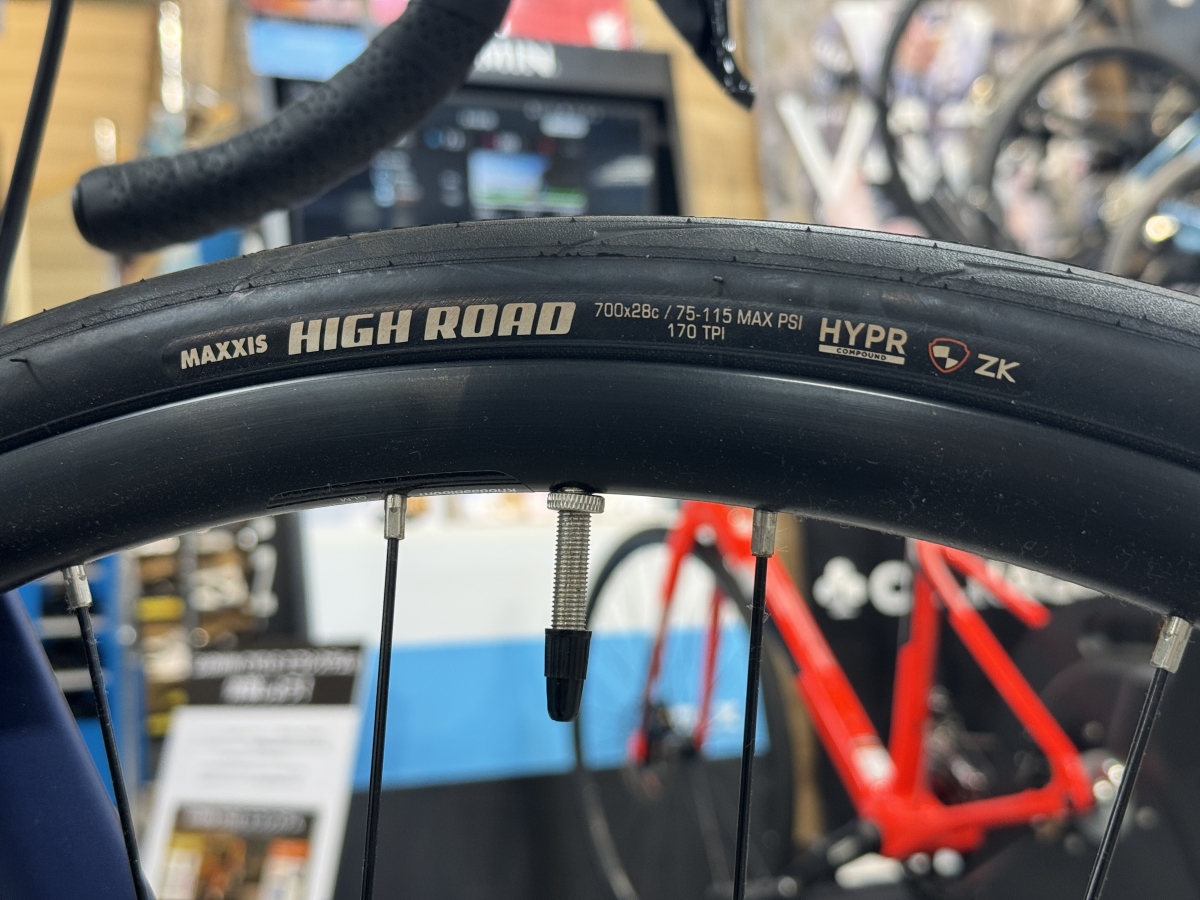 MAXXIS HIGH ROAD 700x28c / 75-115 MAX PSI
170 TPI
HYPR
COMPOUND
ZK